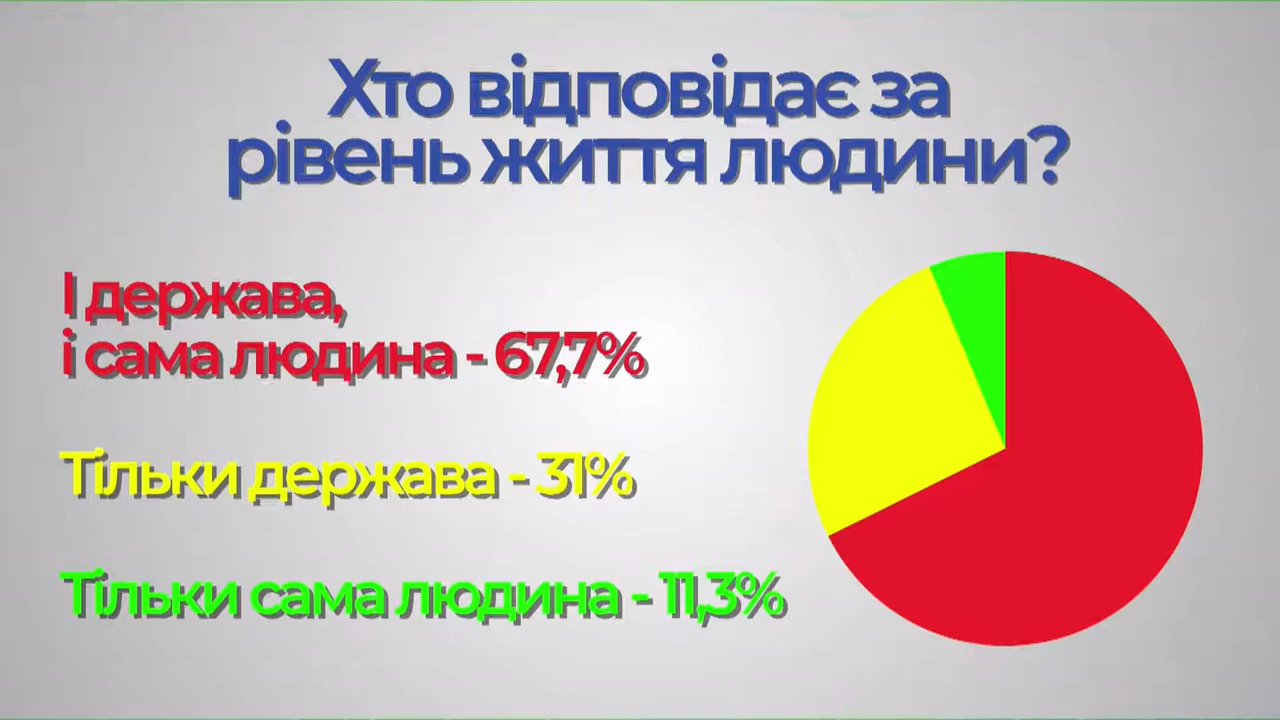 Хто відповідає за
рівень життя людини?
І держава,
і сама людина - 67,7%
Тільки держава - 31%
Тільки сама людина - 11,3%